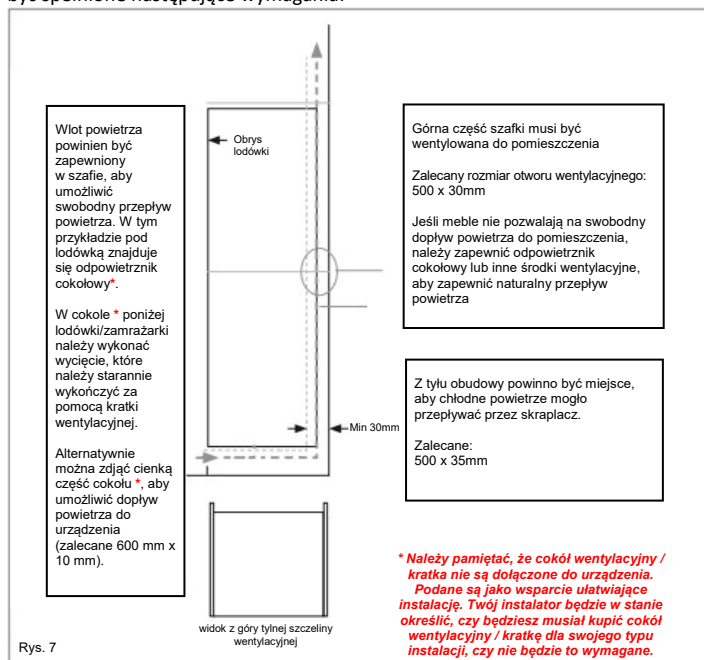 być spełnione następujące wymagania:
Wlot powietrza
powinien być
zapewniony
w szafie, aby
umożliwić
swobodny przepływ
powietrza. W tym
przykładzie pod
lodówką znajduje
się odpowietrznik
cokołowy*.
W cokole * poniżej
lodówki/zamrażarki
należy wykonać
wycięcie, które
należy starannie
wykończyć za
pomocą kratki
wentylacyjnej.
Alternatywnie
można zdjąć cienką
część cokołu *, aby
umożliwić dopływ
powietrza do
urządzenia
(zalecane 600 mm x
10 mm).
Obrys
lodówki
Min 30mm
Górna część szafki musi być
wentylowana do pomieszczenia
Zalecany rozmiar otworu wentylacyjnego:
500 x 30mm
Jeśli meble nie pozwalają na swobodny
dopływ powietrza do pomieszczenia,
należy zapewnić odpowietrznik
cokołowy lub inne środki wentylacyjne,
aby zapewnić naturalny przepływ
powietrza
Z tyłu obudowy powinno być miejsce,
aby chłodne powietrze mogło
przepływać przez skraplacz.
Zalecane:
500 x 35mm
widok z góry tylnej szczeliny
wentylacyjnej
* Należy pamiętać, że cokół wentylacyjny /
kratka nie są dołączone do urządzenia.
Podane są jako wsparcie ułatwiające
instalację. Twój instalator będzie w stanie
określić, czy będziesz musiał kupić cokół
wentylacyjny / kratkę dla swojego typu
instalacji, czy nie będzie to wymagane.
Rys. 7